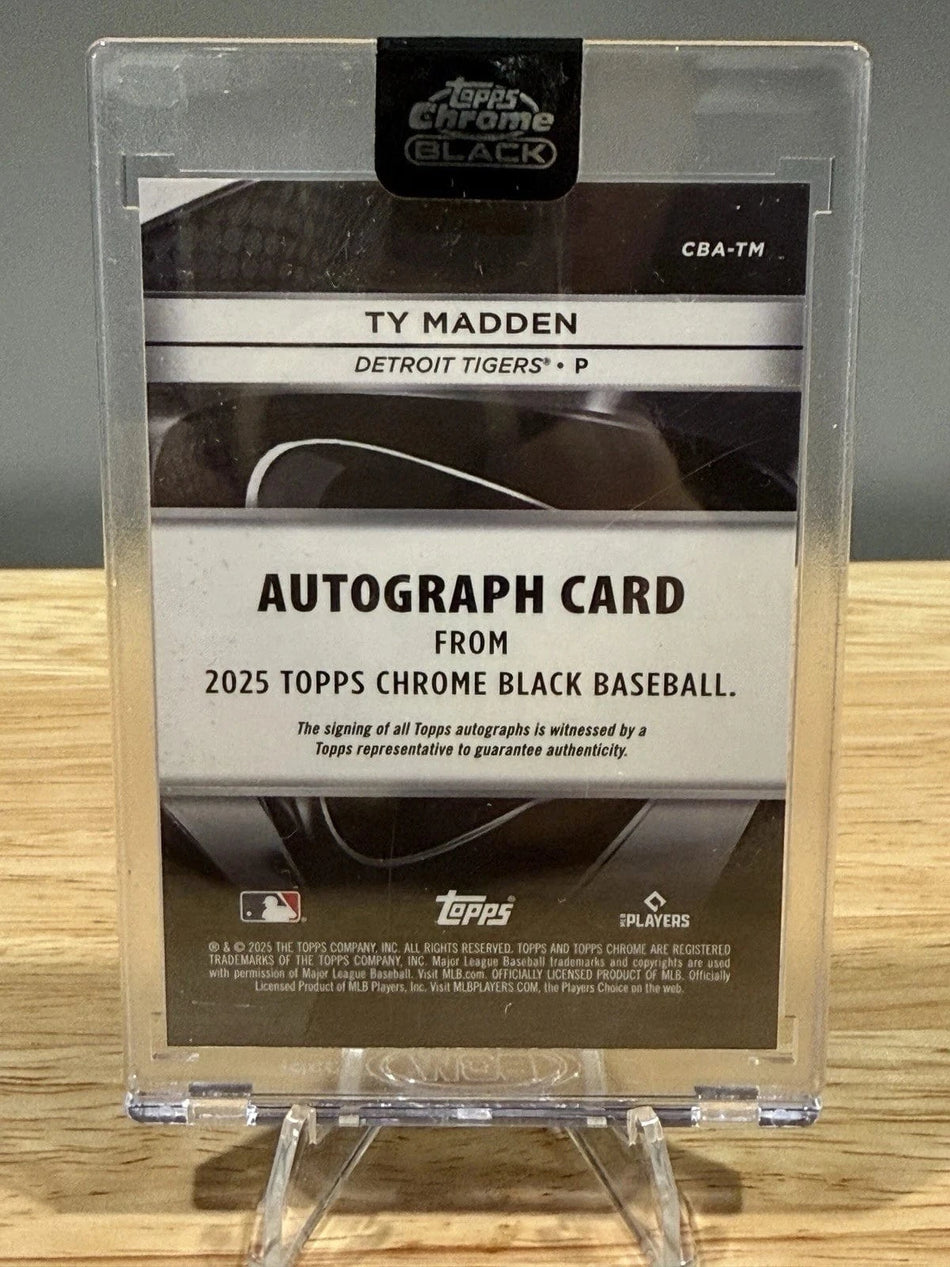 Topps
Chrome
BLACK
CBA-TM
TY MADDEN
DETROIT TIGERS® • P
AUTOGRAPH CARD
FROM
2025 TOPPS CHROME BLACK BASEBALL.
The signing of all Topps autographs is witnessed by a
Topps representative to guarantee authenticity.
Topps®
MLB PLAYERS
® & © 2025 THE TOPPS COMPANY, INC. ALL RIGHTS RESERVED. TOPPS AND TOPPS CHROME ARE REGISTERED
TRADEMARKS OF THE TOPPS COMPANY, INC. Major League Baseball trademarks and copyrights are used
with permission of Major League Baseball. Visit MLB.com. OFFICIALLY LICENSED PRODUCT OF MLB. Officially
Licensed Product of MLB Players, Inc. Visit MLBPLAYERS.COM, the Players Choice on the web.